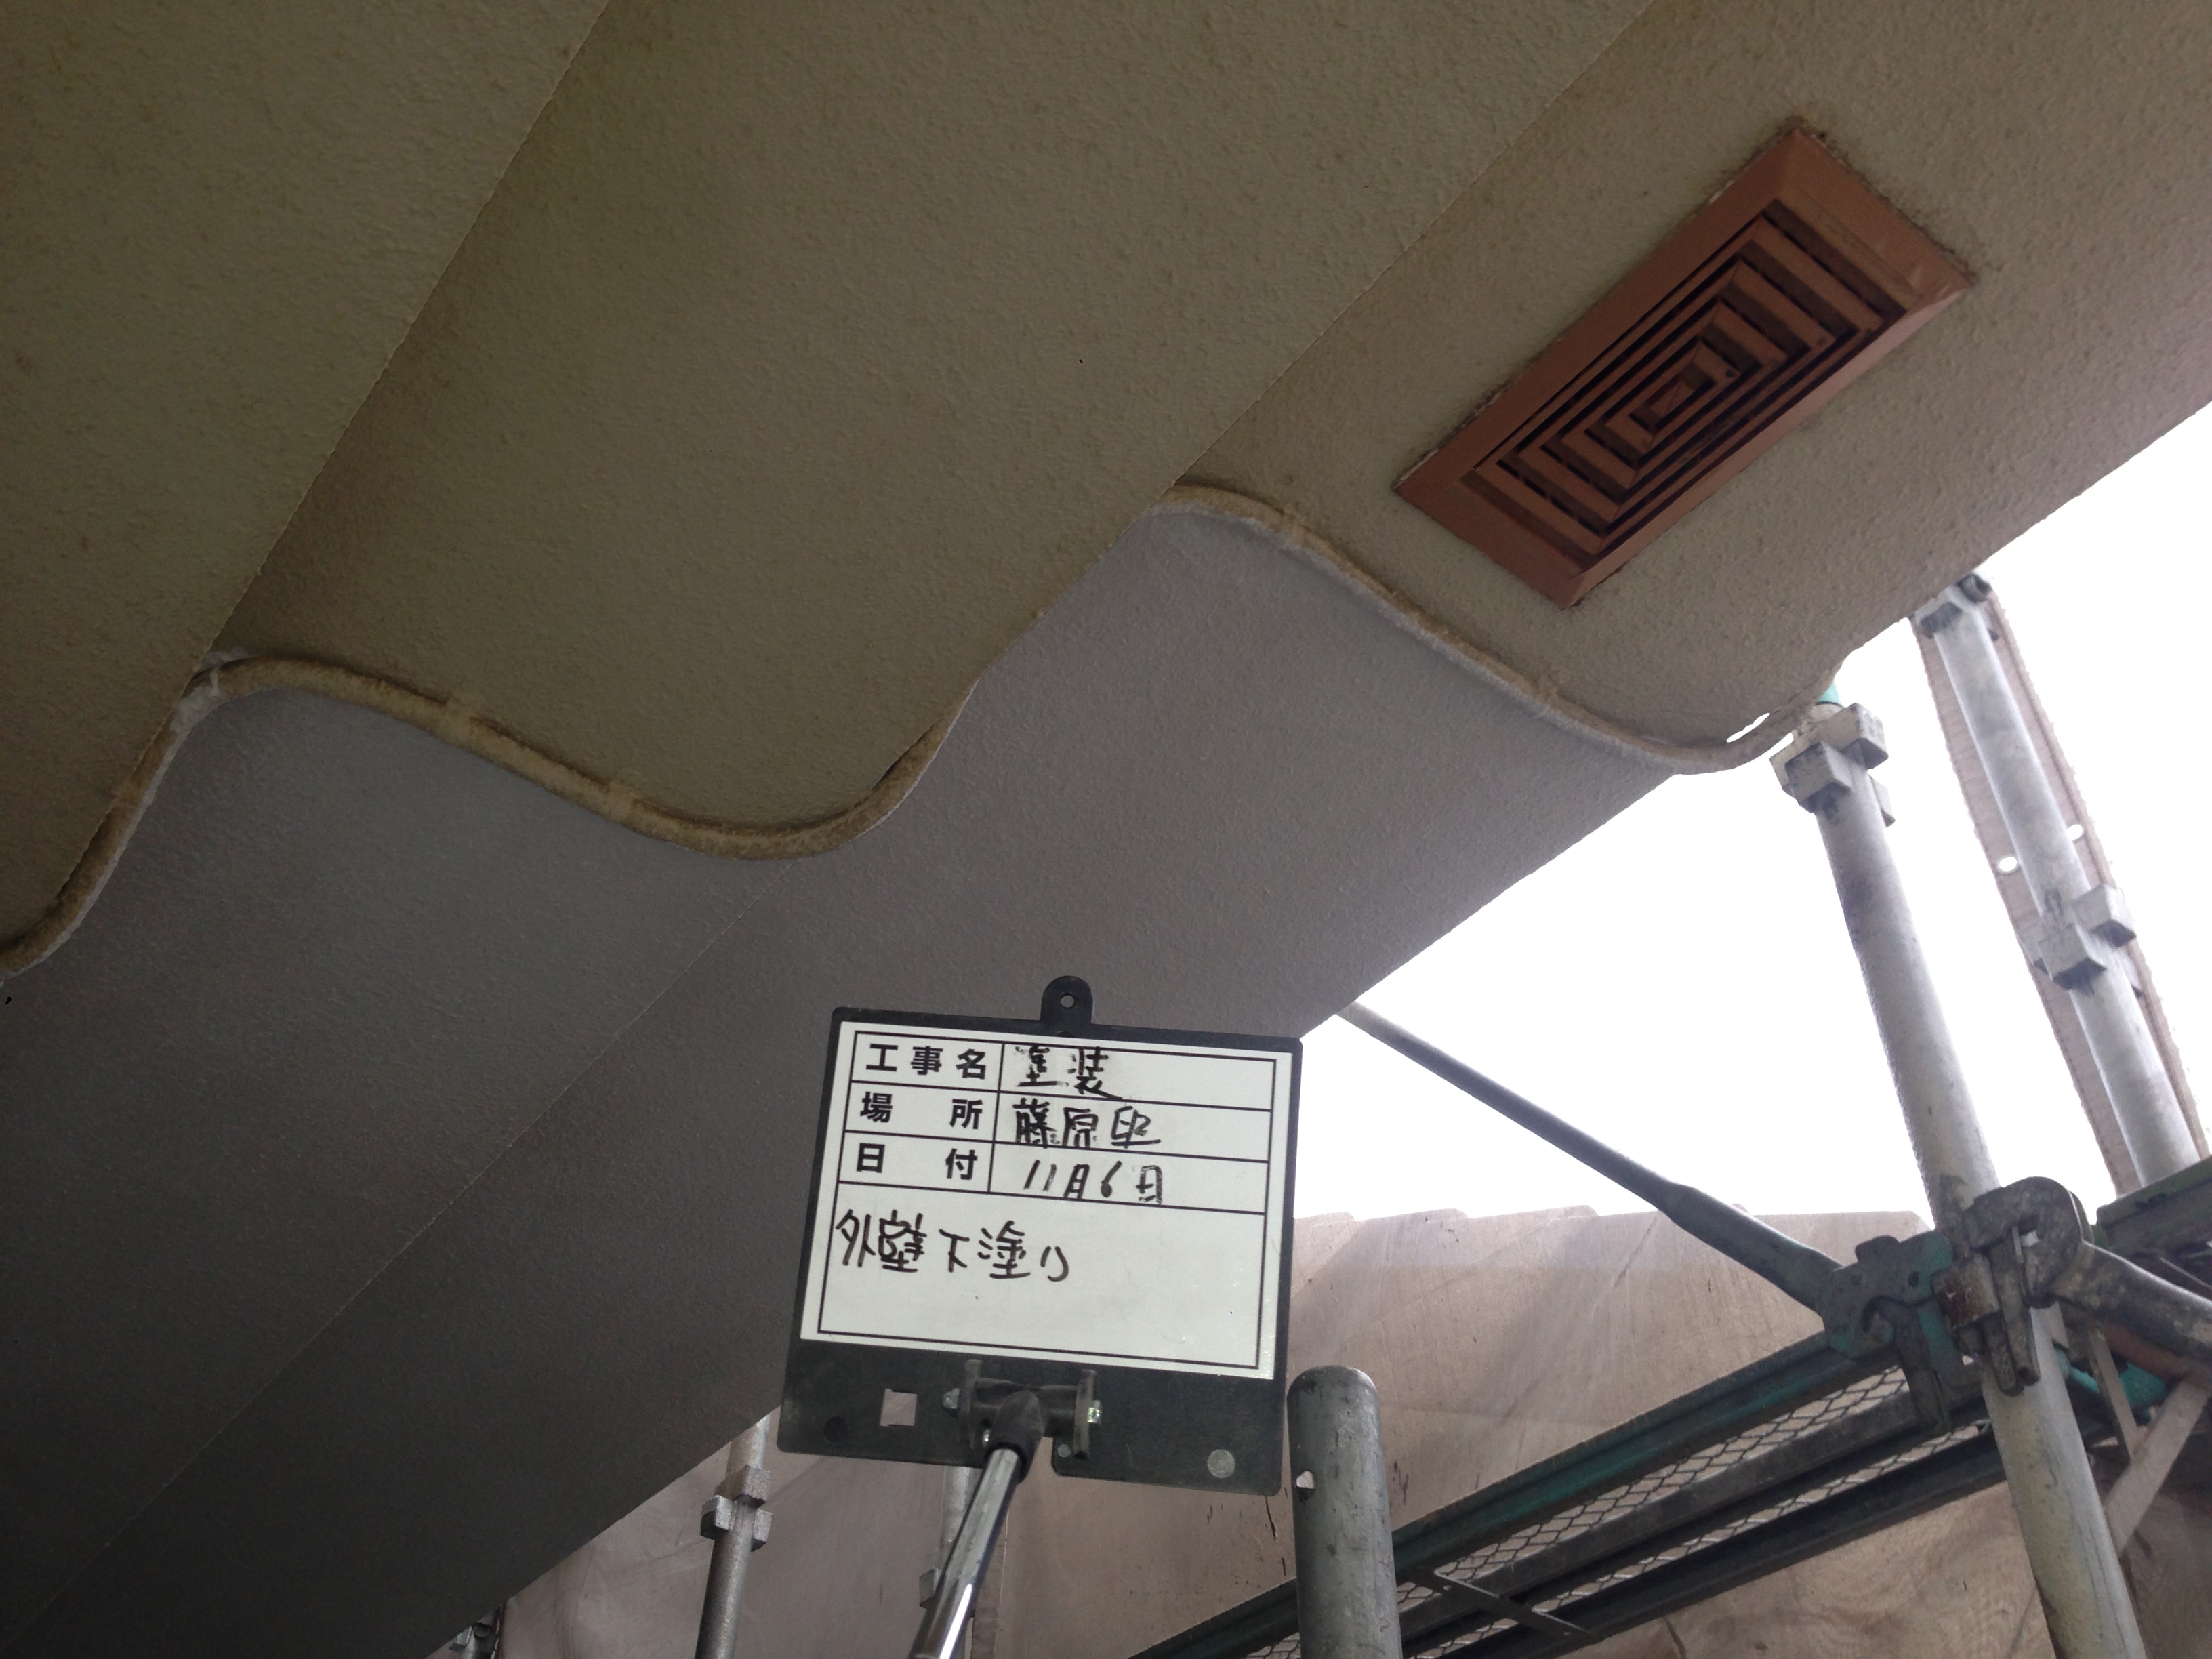 工事名 塗装
場所 藤原邸
日付 11月6日
外壁下塗り